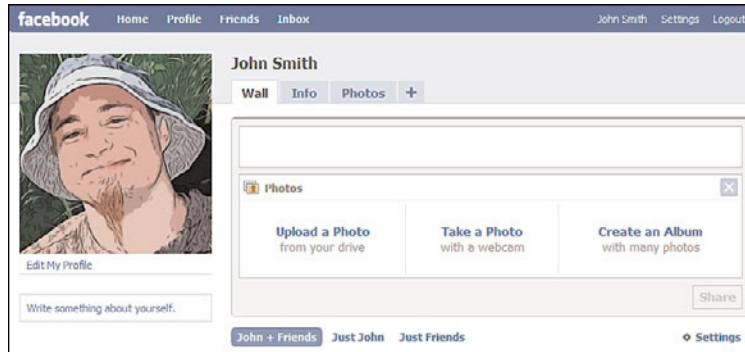 facebook Home Profile Friends Inbox John Smith Settings Logout
John Smith
Wall Info Photos +
Photos
Upload a Photo Take a Photo Create an Album
from your drive with a webcam with many photos
Edit My Profile
Share
Write something about yourself.
John + Friends Just John Just Friends Settings